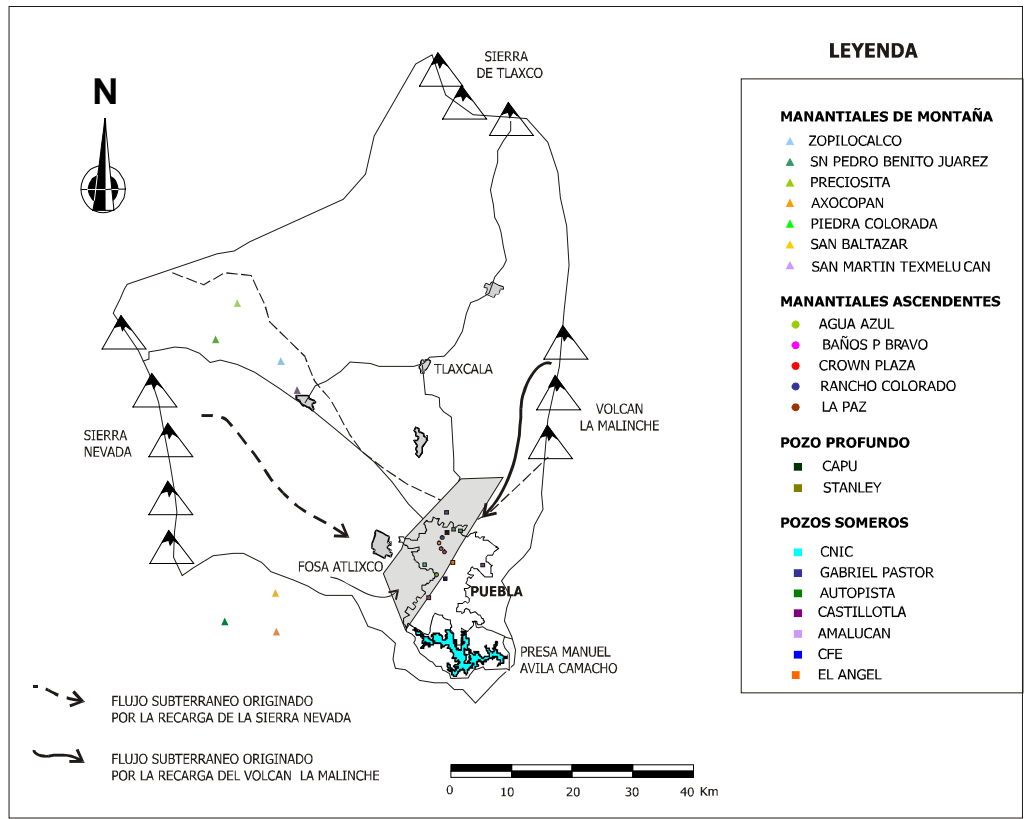 SIERRA
DE TLAXCO
N
TLAXCALA
VOLCAN
LA MALINCHE
SIERRA
NEVADA
FOSA ATLIXCO
PUEBLA
PRESA MANUEL
AVILA CAMACHO
FLUJO SUBTERRANEO ORIGINADO
POR LA RECARGA DE LA SIERRA NEVADA
FLUJO SUBTERRANEO ORIGINADO
POR LA RECARGA DEL VOLCAN LA MALINCHE
0 10 20 30 40 Km
LEYENDA
MANANTIALES DE MONTAÑA
ZOPILOCALCO
SN PEDRO BENITO JUAREZ
PRECIOSITA
AXOCOPAN
PIEDRA COLORADA
SAN BALTAZAR
SAN MARTIN TEXMELUCAN
MANANTIALES ASCENDENTES
AGUA AZUL
BAÑOS P BRAVO
CROWN PLAZA
RANCHO COLORADO
LA PAZ
POZO PROFUNDO
CAPU
STANLEY
POZOS SOMEROS
CNIC
GABRIEL PASTOR
AUTOPISTA
CASTILLOTLA
AMALUCAN
CFE
EL ANGEL